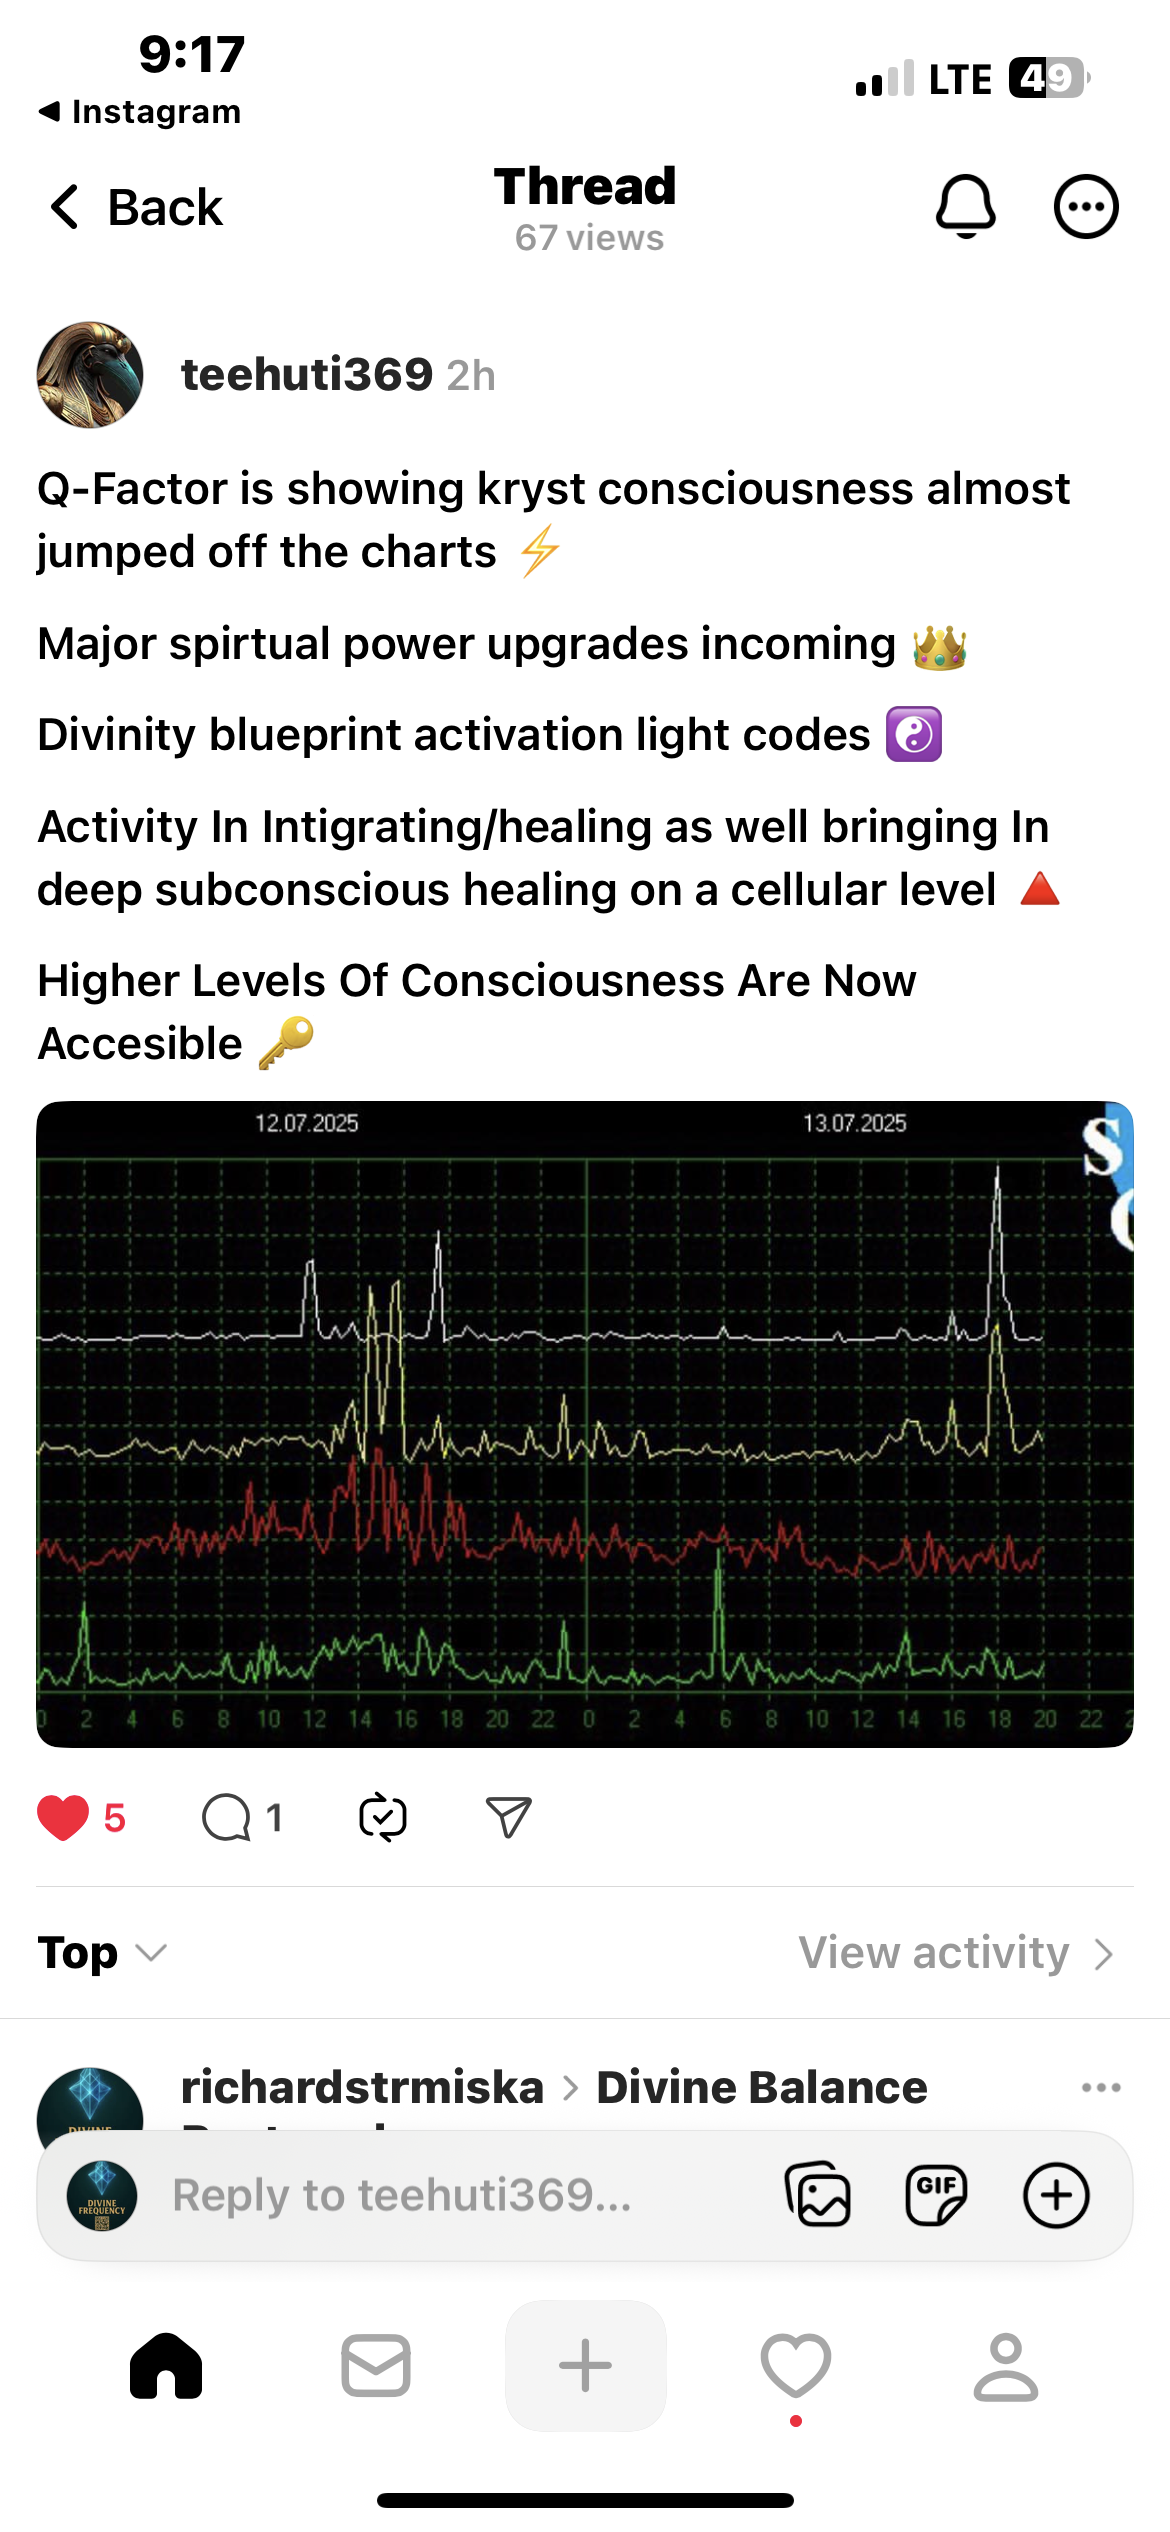 9:17
LTE 49
Instagram
Back
Thread
67 views
teehuti369 2h
Q-Factor is showing kryst consciousness almost
jumped off the charts ⚡
Major spirtual power upgrades incoming 👑
Divinity blueprint activation light codes ☯️
Activity In Intigrating/healing as well bringing In
deep subconscious healing on a cellular level 🔺
Higher Levels Of Consciousness Are Now
Accesible 🔑
12.07.2025 13.07.2025
S
0 2 4 6 8 10 12 14 16 18 20 22 0 2 4 6 8 10 12 14 16 18 20 22
5 1
Top
View activity
richardstrmiska > Divine Balance
Reply to teehuti369...
GIF
DIVINE
FREQUENCY